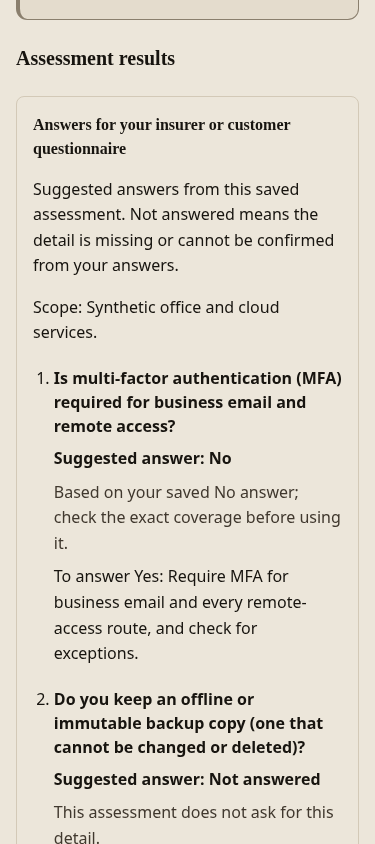 Assessment results
Answers for your insurer or customer
questionnaire
Suggested answers from this saved
assessment. Not answered means the
detail is missing or cannot be confirmed
from your answers.
Scope: Synthetic office and cloud
services.
1. Is multi-factor authentication (MFA)
required for business email and
remote access?
Suggested answer: No
Based on your saved No answer;
check the exact coverage before using
it.
To answer Yes: Require MFA for
business email and every remote-
access route, and check for
exceptions.
2. Do you keep an offline or
immutable backup copy (one that
cannot be changed or deleted)?
Suggested answer: Not answered
This assessment does not ask for this
detail.